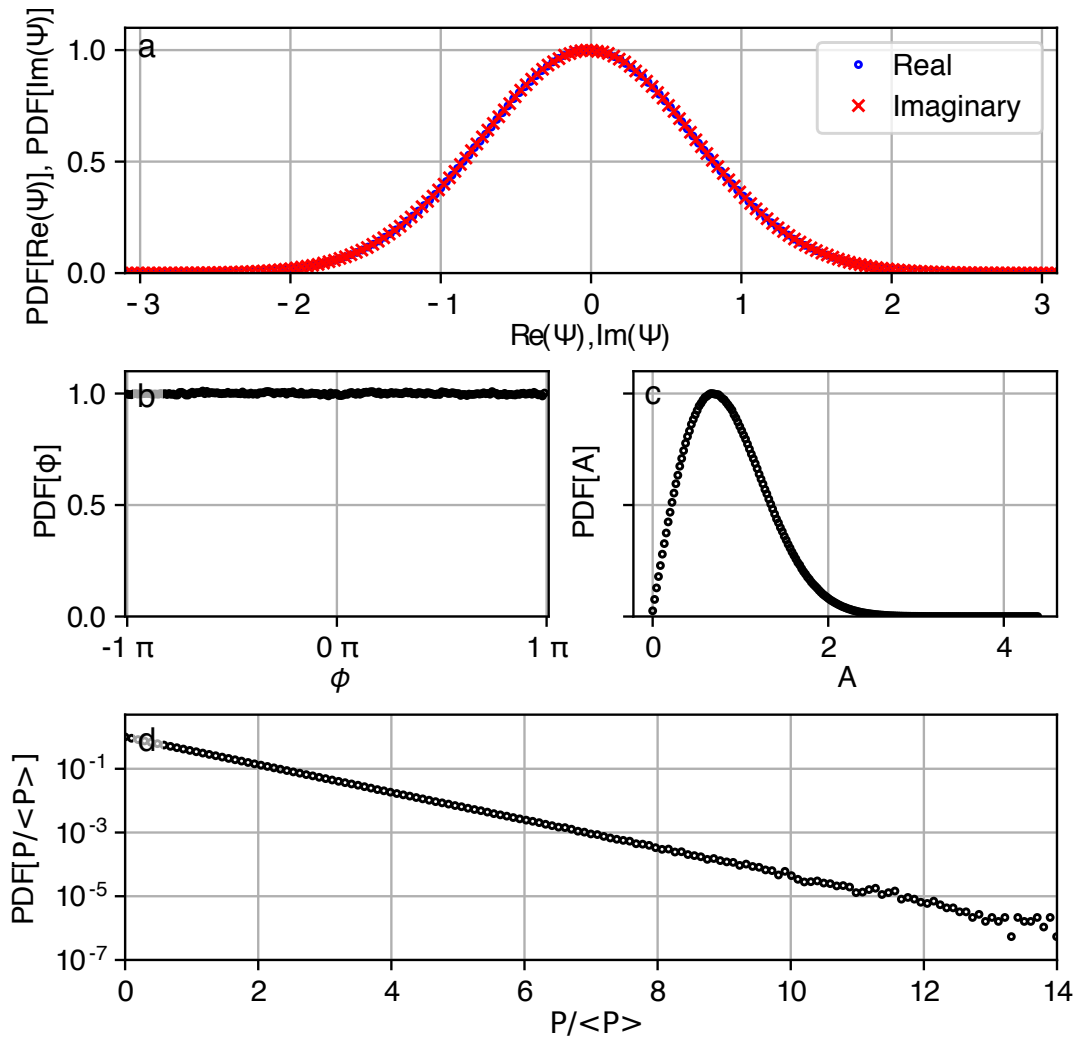 PDF[Re(Ψ)], PDF[Im(Ψ)]
a
Real
Imaginary
1.0
0.5
0.0
-3 -2 -1 0 1 2 3
Re(Ψ),Im(Ψ)
PDF[ϕ]
b
1.0
0.5
0.0
-1 π 0 π 1 π
ϕ
PDF[A]
c
0 2 4
A
PDF[P/<P>]
d
10⁻¹
10⁻³
10⁻⁵
10⁻⁷
0 2 4 6 8 10 12 14
P/<P>